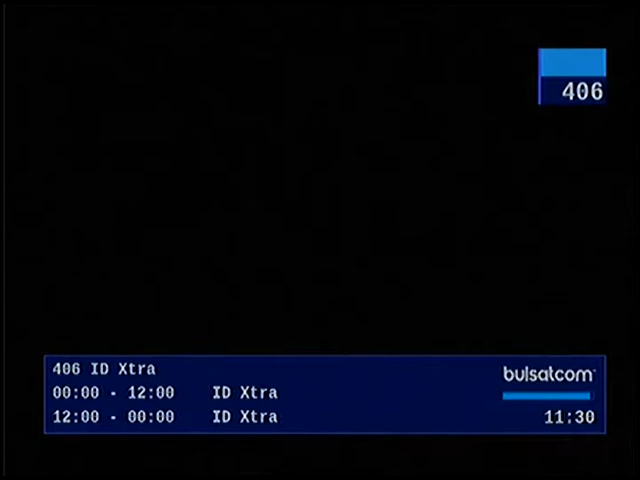 406
406 ID Xtra
bulsatcom
00:00 - 12:00 ID Xtra
12:00 - 00:00 ID Xtra
11:30